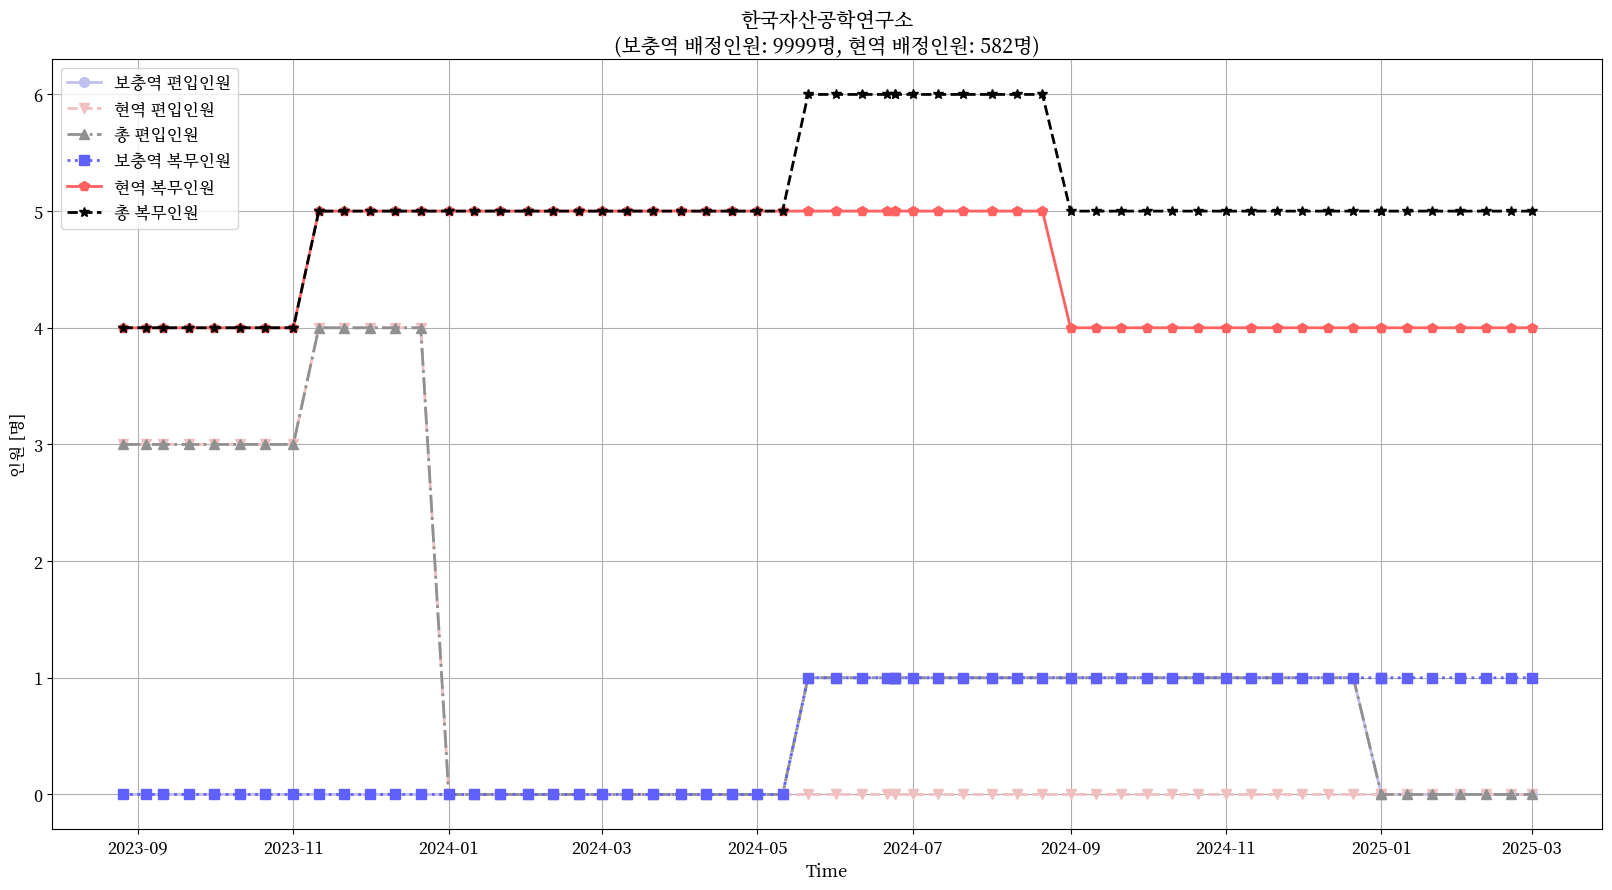 한국자산공학연구소
(보충역 배정인원: 9999명, 현역 배정인원: 582명)
보충역 편입인원
현역 편입인원
총 편입인원
보충역 복무인원
현역 복무인원
총 복무인원
인원 [명]
6
5
4
3
2
1
0
2023-09
2023-11
2024-01
2024-03
2024-05
2024-07
2024-09
2024-11
2025-01
2025-03
Time